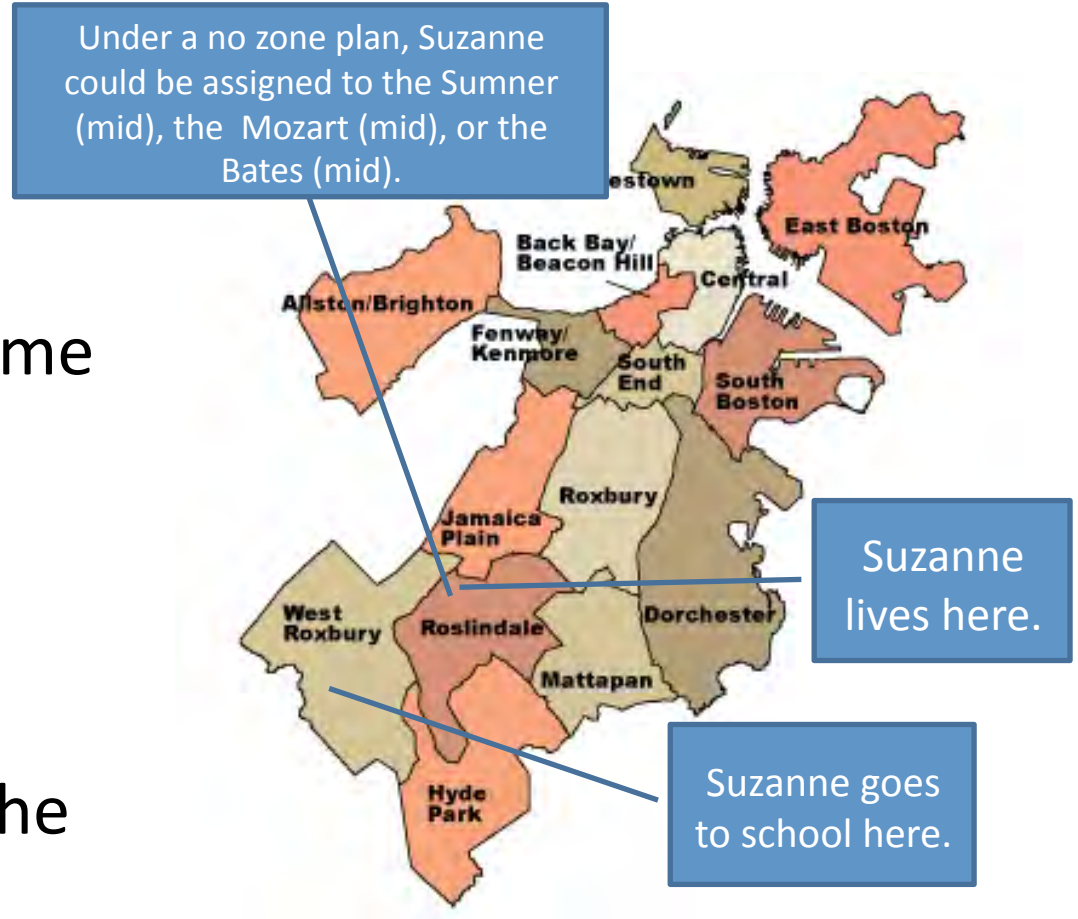 Under a no zone plan, Suzanne
could be assigned to the Sumner
(mid), the Mozart (mid), or the
Bates (mid).
estown
East Boston
Back Bay/
Beacon Hill
Central
Allston/Brighton
Fenway/
Kenmore
South
End
South
Boston
me
Roxbury
Jamaica
Plain
Suzanne
lives here.
West
Roxbury
Roslindale
Dorchester
Mattapan
Suzanne goes
to school here.
Hyde
Park
he